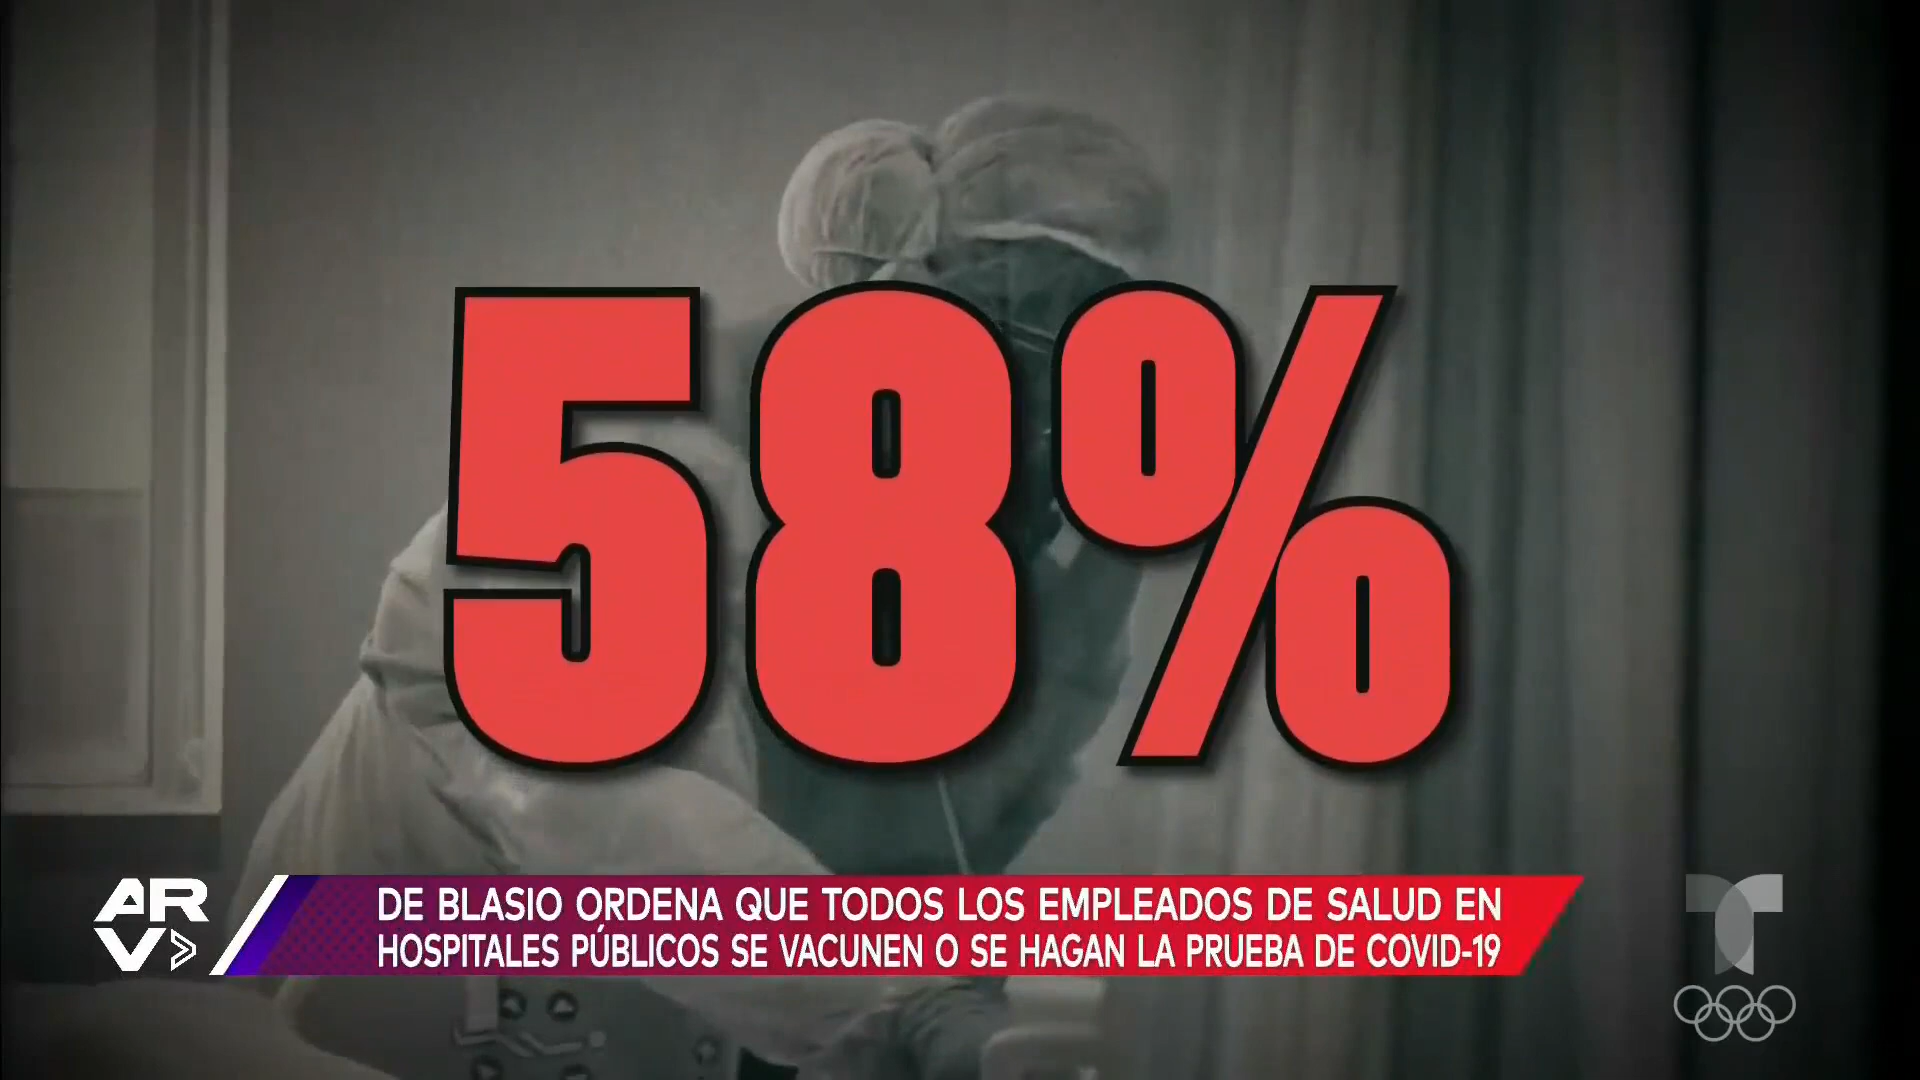 58%
ARV
DE BLASIO ORDENA QUE TODOS LOS EMPLEADOS DE SALUD EN
HOSPITALES PÚBLICOS SE VACUNEN O SE HAGAN LA PRUEBA DE COVID-19
T